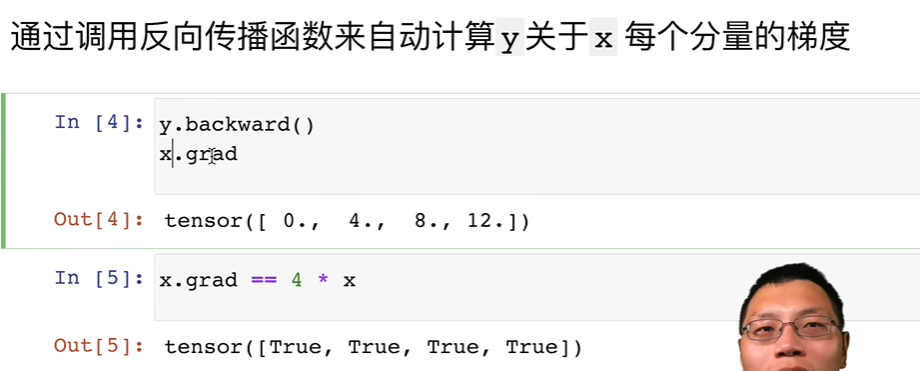 通过调用反向传播函数来自动计算y关于x 每个分量的梯度
In [4]: y.backward()
x.grad
Out[4]: tensor([ 0.,  4.,  8., 12.])
In [5]: x.grad == 4 * x
Out[5]: tensor([True, True, True, True])